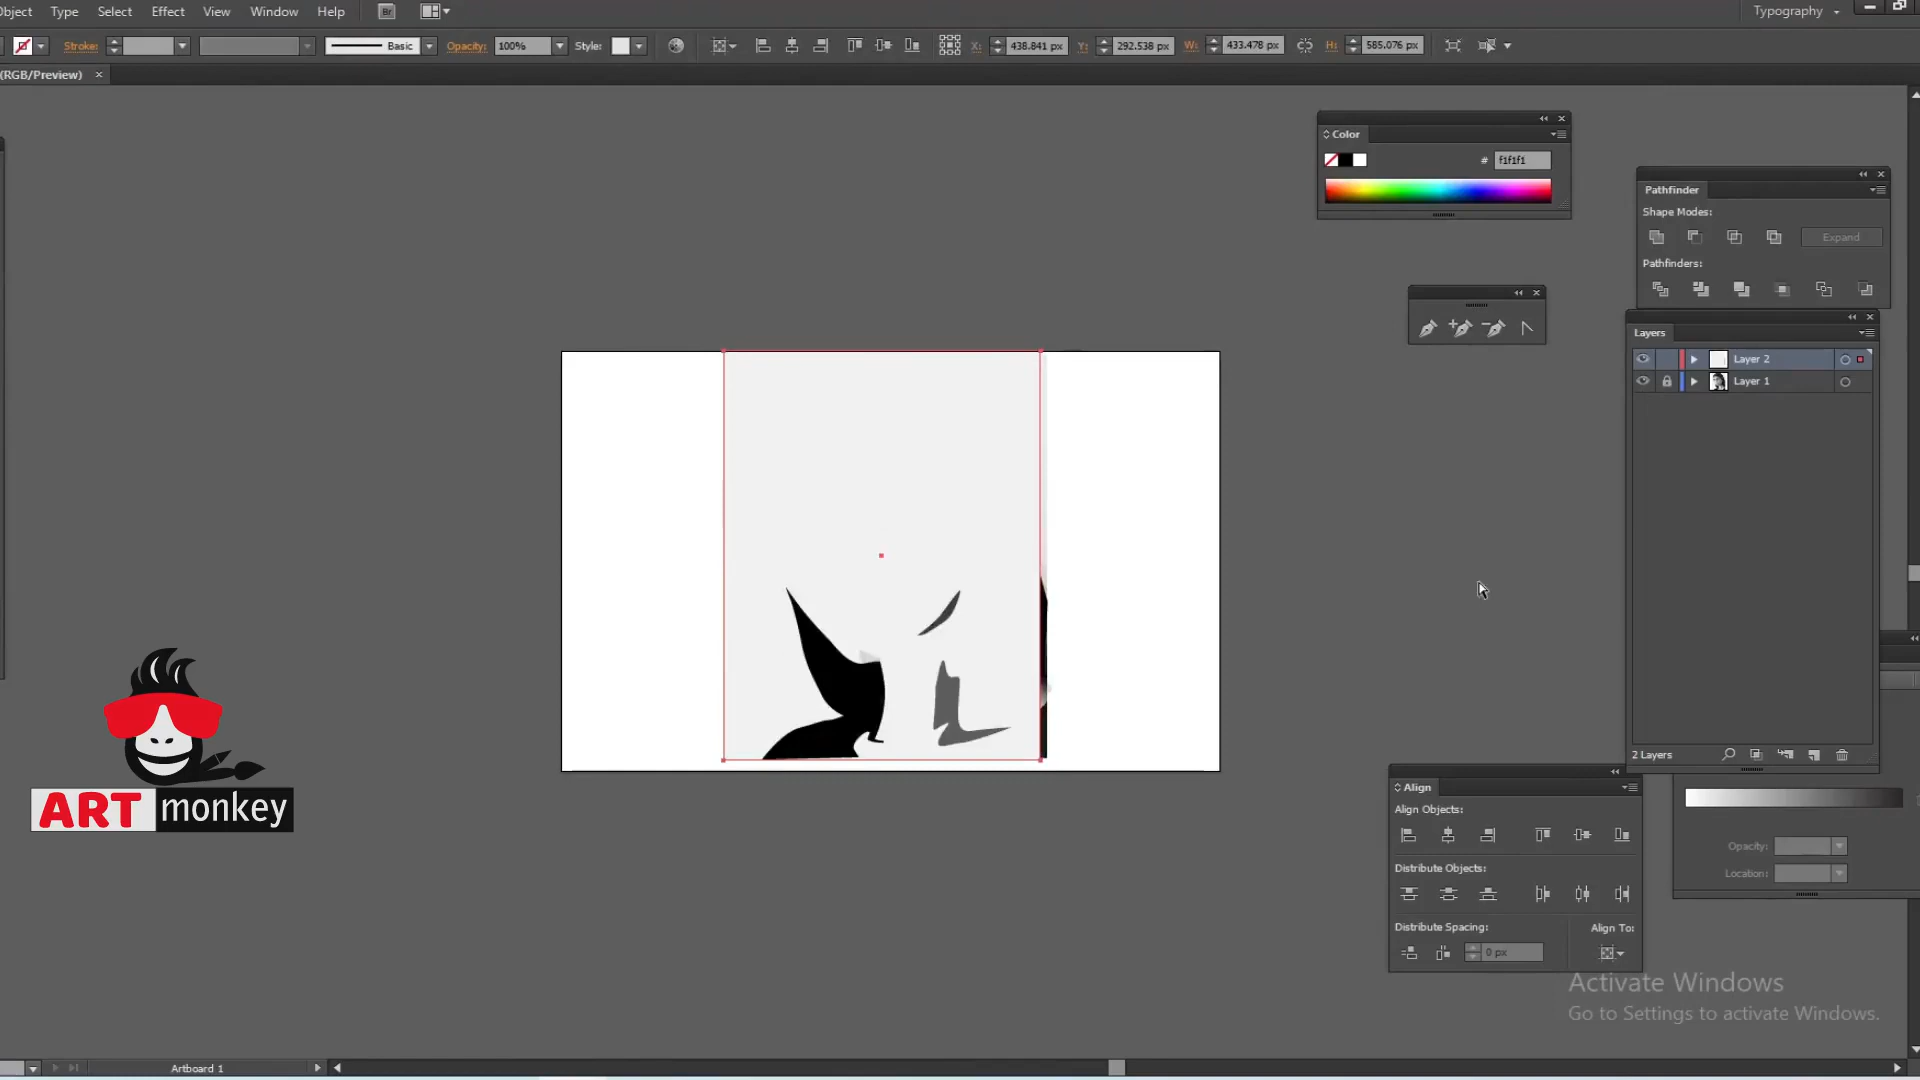 Object Type Select Effect View Window Help Br Typography
Stroke: Basic Opacity: 100% Style: X: 438.841 px Y: 292.538 px W: 433.478 px H: 585.076 px
(RGB/Preview)
Color
# f1f1f1
Pathfinder
Shape Modes:
Expand
Pathfinders:
Layers
Layer 2
Layer 1
2 Layers
Align
Align Objects:
Distribute Objects:
Distribute Spacing: Align To:
0 px
Opacity:
Location:
ART monkey
Activate Windows
Go to Settings to activate Windows.
Artboard 1